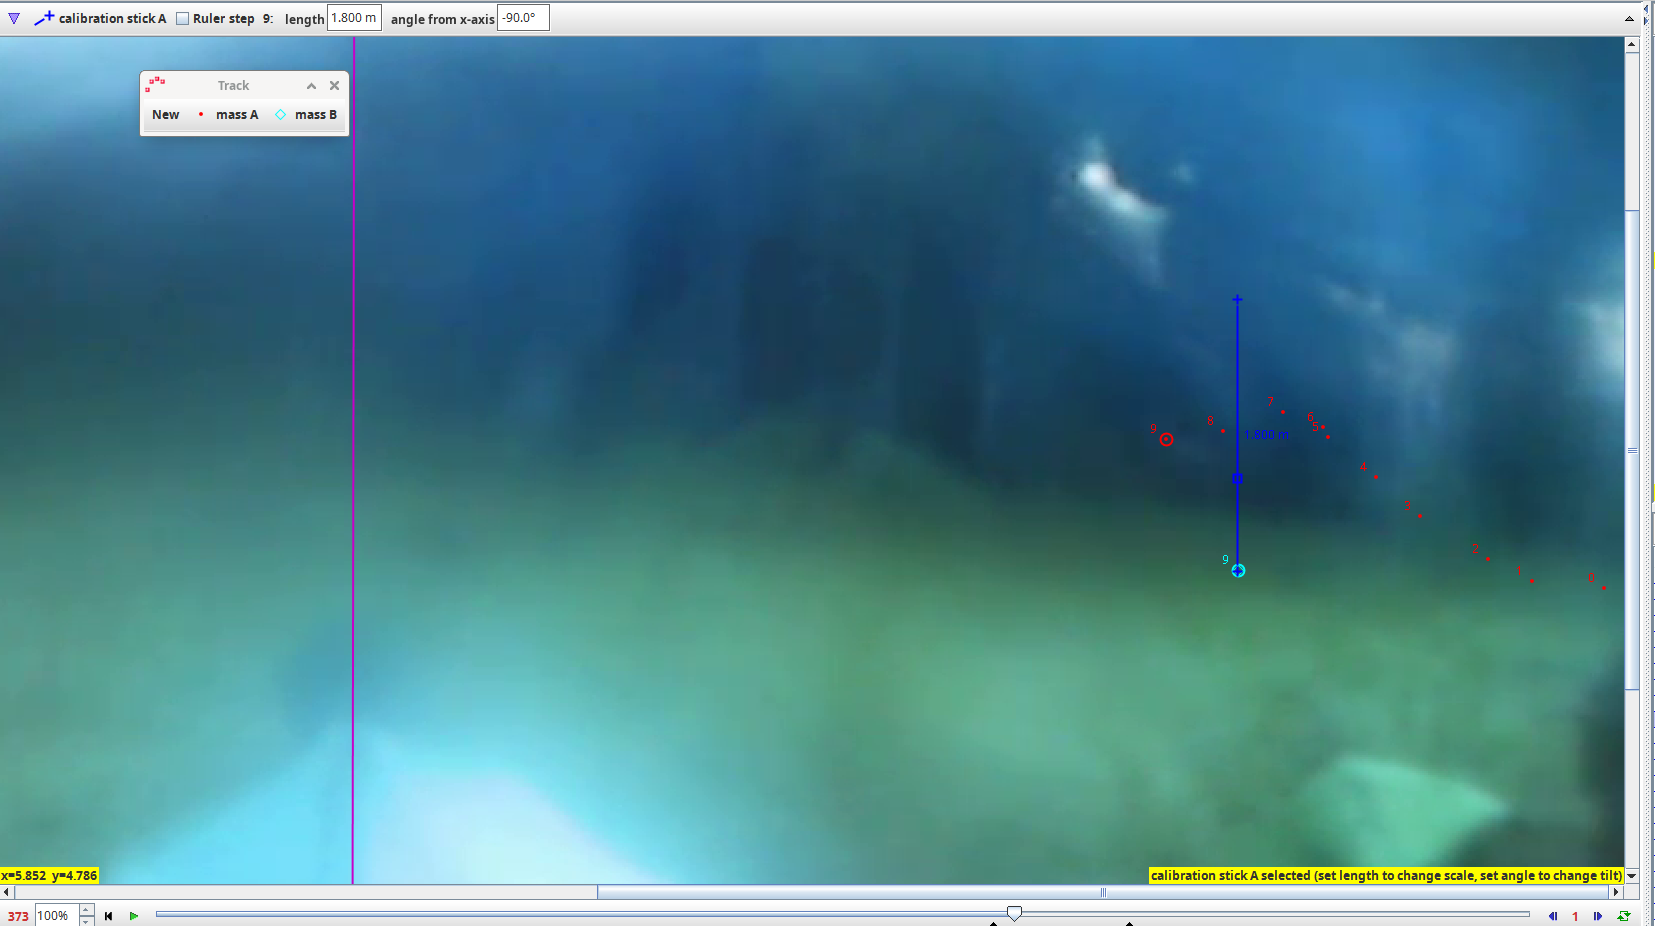 calibration stick A Ruler step 9: length 1.800 m angle from x-axis -90.0°
Track
New mass A mass B
7
6
8
5
9
1.800 m
4
2
9
0
x=5.852 y=4.786
calibration stick A selected (set length to change scale, set angle to change tilt)
373 100% 1